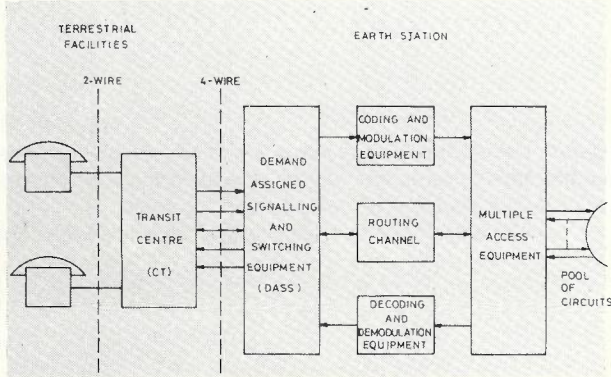 TERRESTRIAL
FACILITIES
EARTH STATION
2-WIRE
4-WIRE
TRANSIT
CENTRE
(CT)
DEMAND
ASSIGNED
SIGNALLING
AND
SWITCHING
EQUIPMENT
(DASS)
CODING AND
MODULATION
EQUIPMENT
ROUTING
CHANNEL
DECODING
AND
DEMODULATION
EQUIPMENT
MULTIPLE
ACCESS
EQUIPMENT
POOL
OF
CIRCUITS